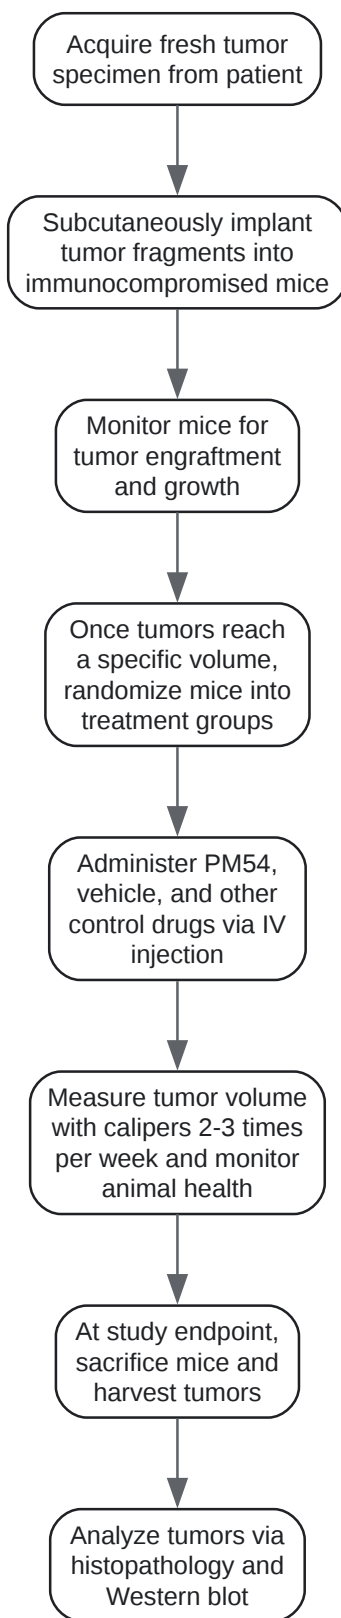 Acquire fresh tumor
specimen from patient
Subcutaneously implant
tumor fragments into
immunocompromised mice
Monitor mice for
tumor engraftment
and growth
Once tumors reach
a specific volume,
randomize mice into
treatment groups
Administer PM54,
vehicle, and other
control drugs via IV
injection
Measure tumor volume
with calipers 2-3 times
per week and monitor
animal health
At study endpoint,
sacrifice mice and
harvest tumors
Analyze tumors via
histopathology and
Western blot